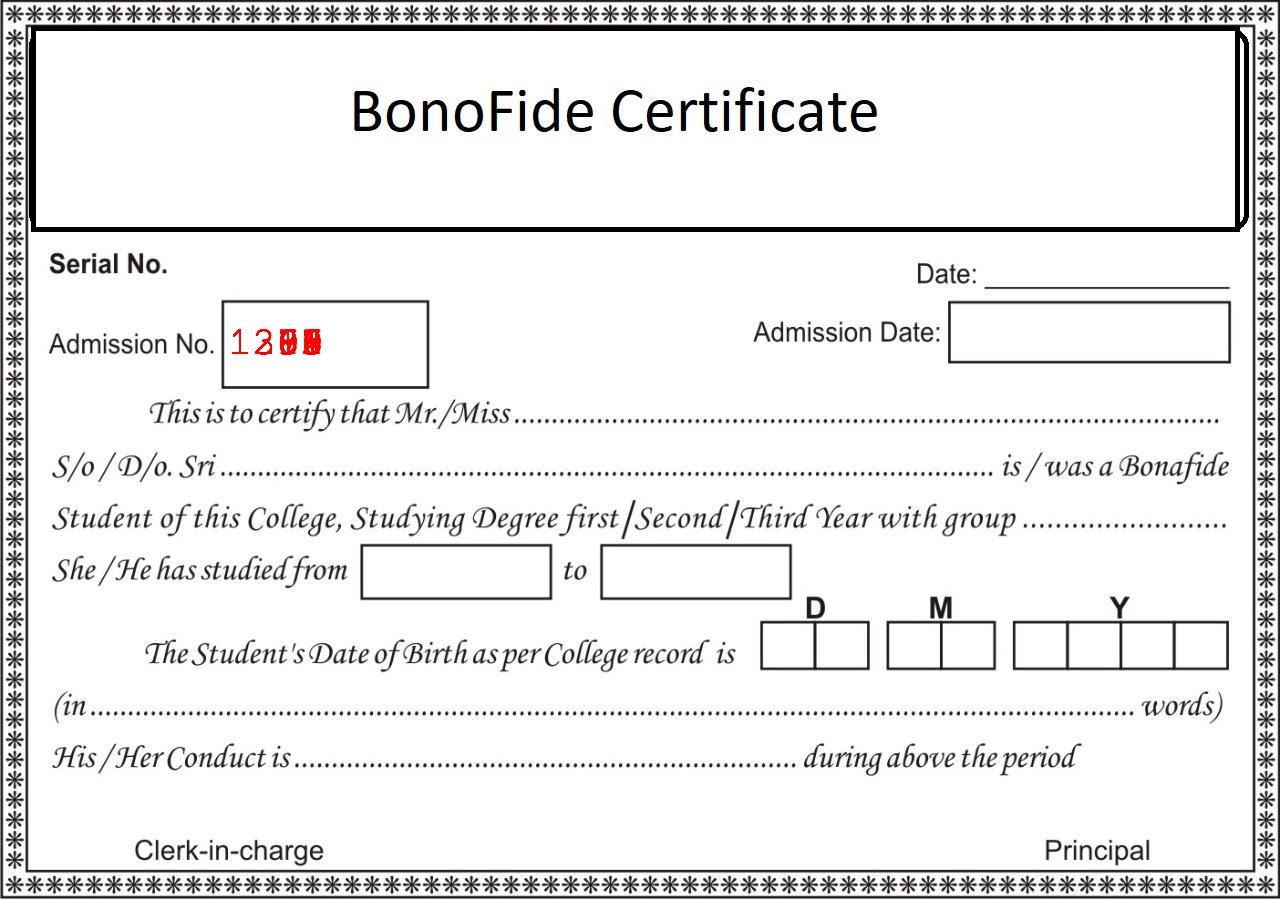 BonoFide Certificate
Serial No.
Date: ____________________
Admission No.
Admission Date:
This is to certify that Mr./Miss..............................................................................
S/o / D/o. Sri.................................................................................... is / was a Bonafide
Student of this College, Studying Degree first/Second/Third Year with group .......................
She / He has studied from to
D M Y
The Student's Date of Birth as per College record is
(in.................................................................................................................... words)
His / Her Conduct is........................................................ during above the period
Clerk-in-charge Principal